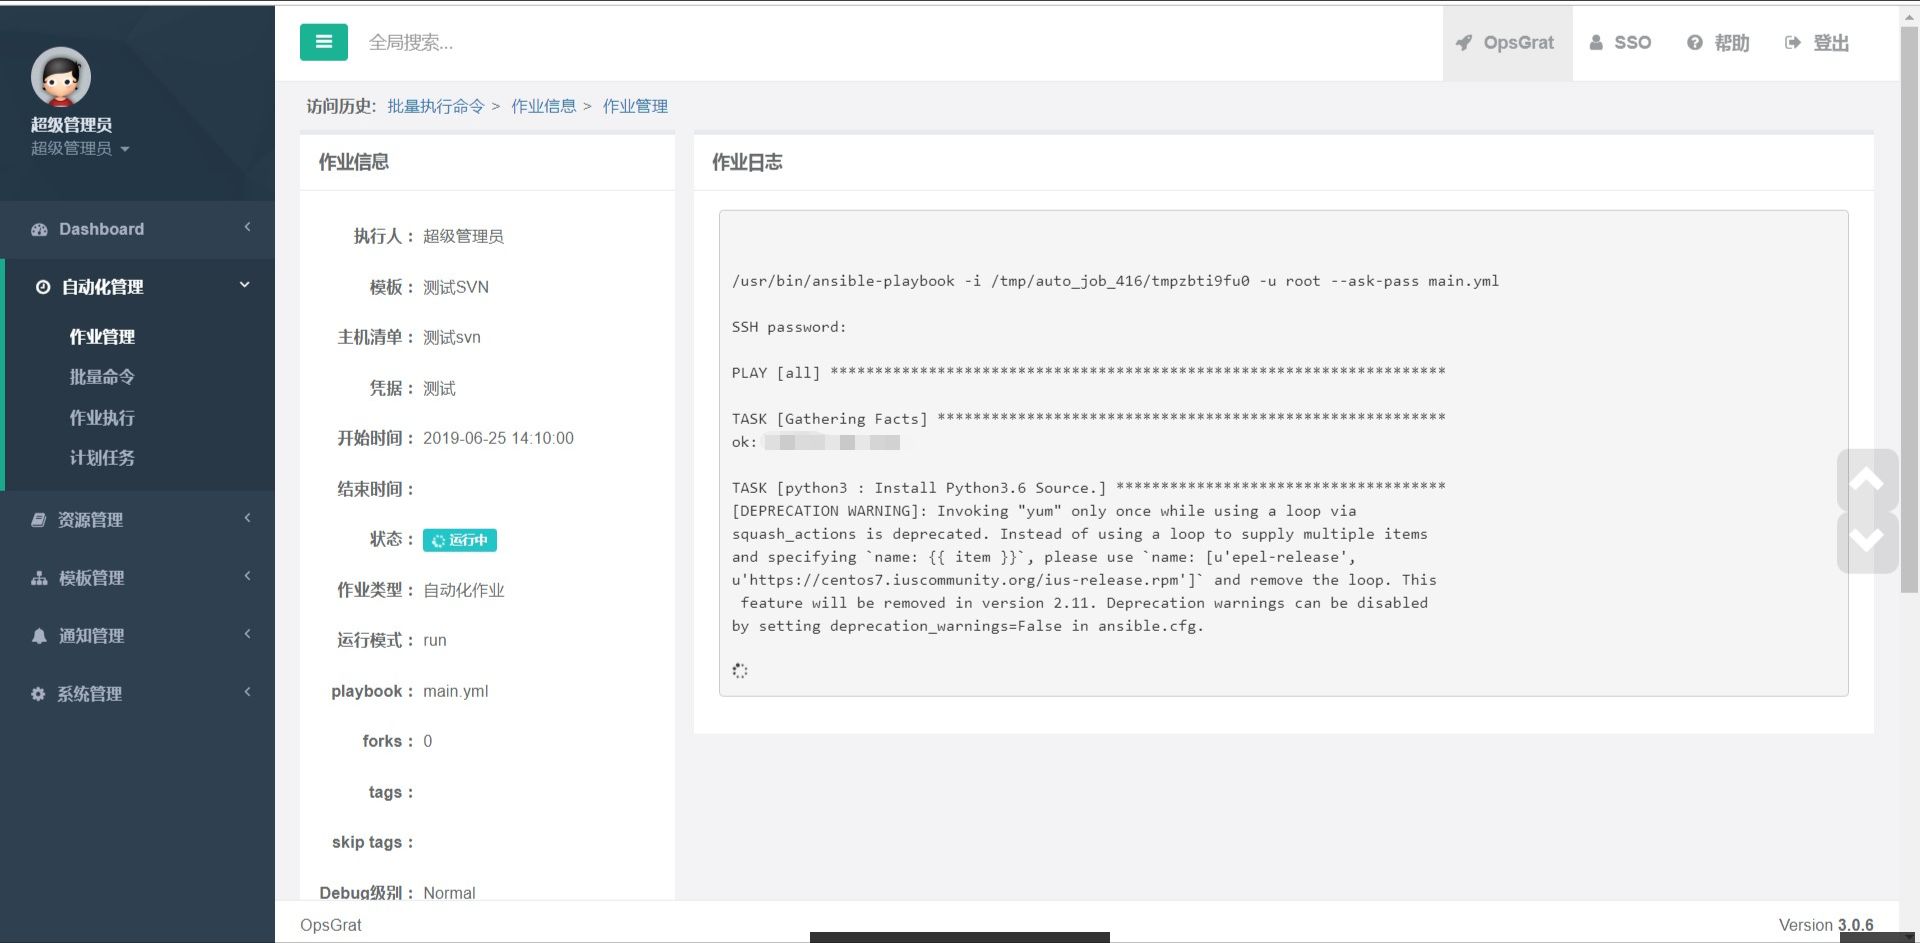 超级管理员
超级管理员
Dashboard
自动化管理
作业管理
批量命令
作业执行
计划任务
资源管理
模板管理
通知管理
系统管理
全局搜索...
OpsGrat
SSO
帮助
登出
访问历史: 批量执行命令 > 作业信息 > 作业管理
作业信息
执行人： 超级管理员
模板： 测试SVN
主机清单： 测试svn
凭据： 测试
开始时间： 2019-06-25 14:10:00
结束时间：
状态： 运行中
作业类型： 自动化作业
运行模式： run
playbook： main.yml
forks： 0
tags：
skip tags：
Debug级别： Normal
作业日志
/usr/bin/ansible-playbook -i /tmp/auto_job_416/tmpzbti9fu0 -u root --ask-pass main.yml
SSH password:
PLAY [all] *********************************************************************
TASK [Gathering Facts] *********************************************************
ok:
TASK [python3 : Install Python3.6 Source.] *************************************
[DEPRECATION WARNING]: Invoking "yum" only once while using a loop via
squash_actions is deprecated. Instead of using a loop to supply multiple items
and specifying `name: {{ item }}`, please use `name: [u'epel-release',
u'https://centos7.iuscommunity.org/ius-release.rpm']` and remove the loop. This
 feature will be removed in version 2.11. Deprecation warnings can be disabled
by setting deprecation_warnings=False in ansible.cfg.
OpsGrat
Version 3.0.6